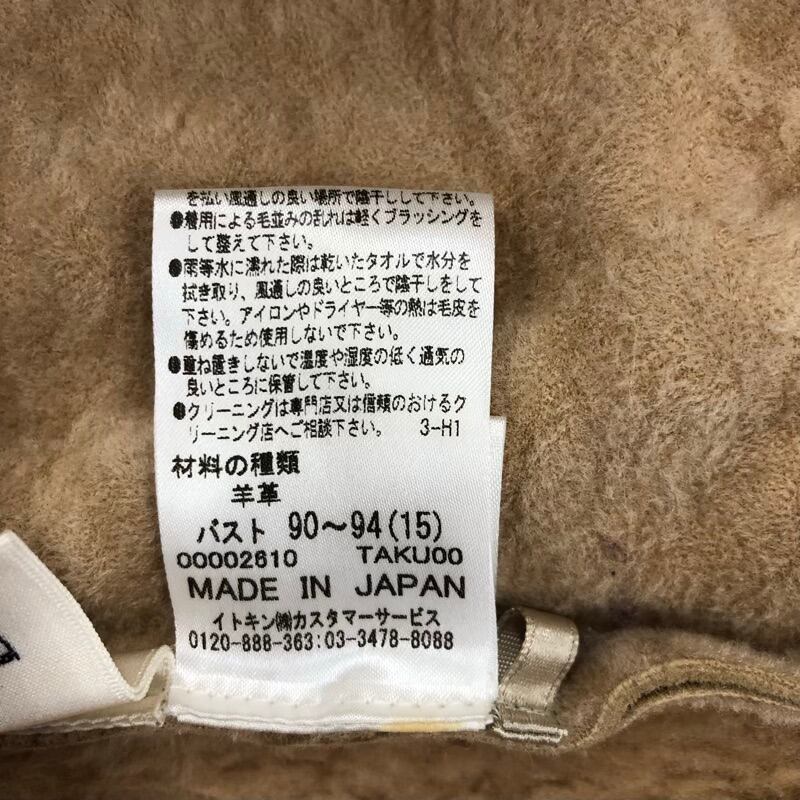 を払い風通しの良い場所で陰干しして下さい。
●着用による毛並みの乱れは軽くブラッシングを
して整えて下さい。
●雨等水に濡れた際は乾いたタオルで水分を
拭き取り、風通しの良いところで陰干しをして
下さい。アイロンやドライヤー等の熱は毛皮を
傷めるため使用しないで下さい。
●重ね置きしないで温度や湿度の低く通気の
良いところに保管して下さい。
●クリーニングは専門店又は信頼のおけるク
リーニング店へご相談下さい。 3-H1
材料の種類
羊革
バスト 90～94(15)
00002610 TAKU00
MADE IN JAPAN
イトキン㈱カスタマーサービス
0120-888-363:03-3478-8088